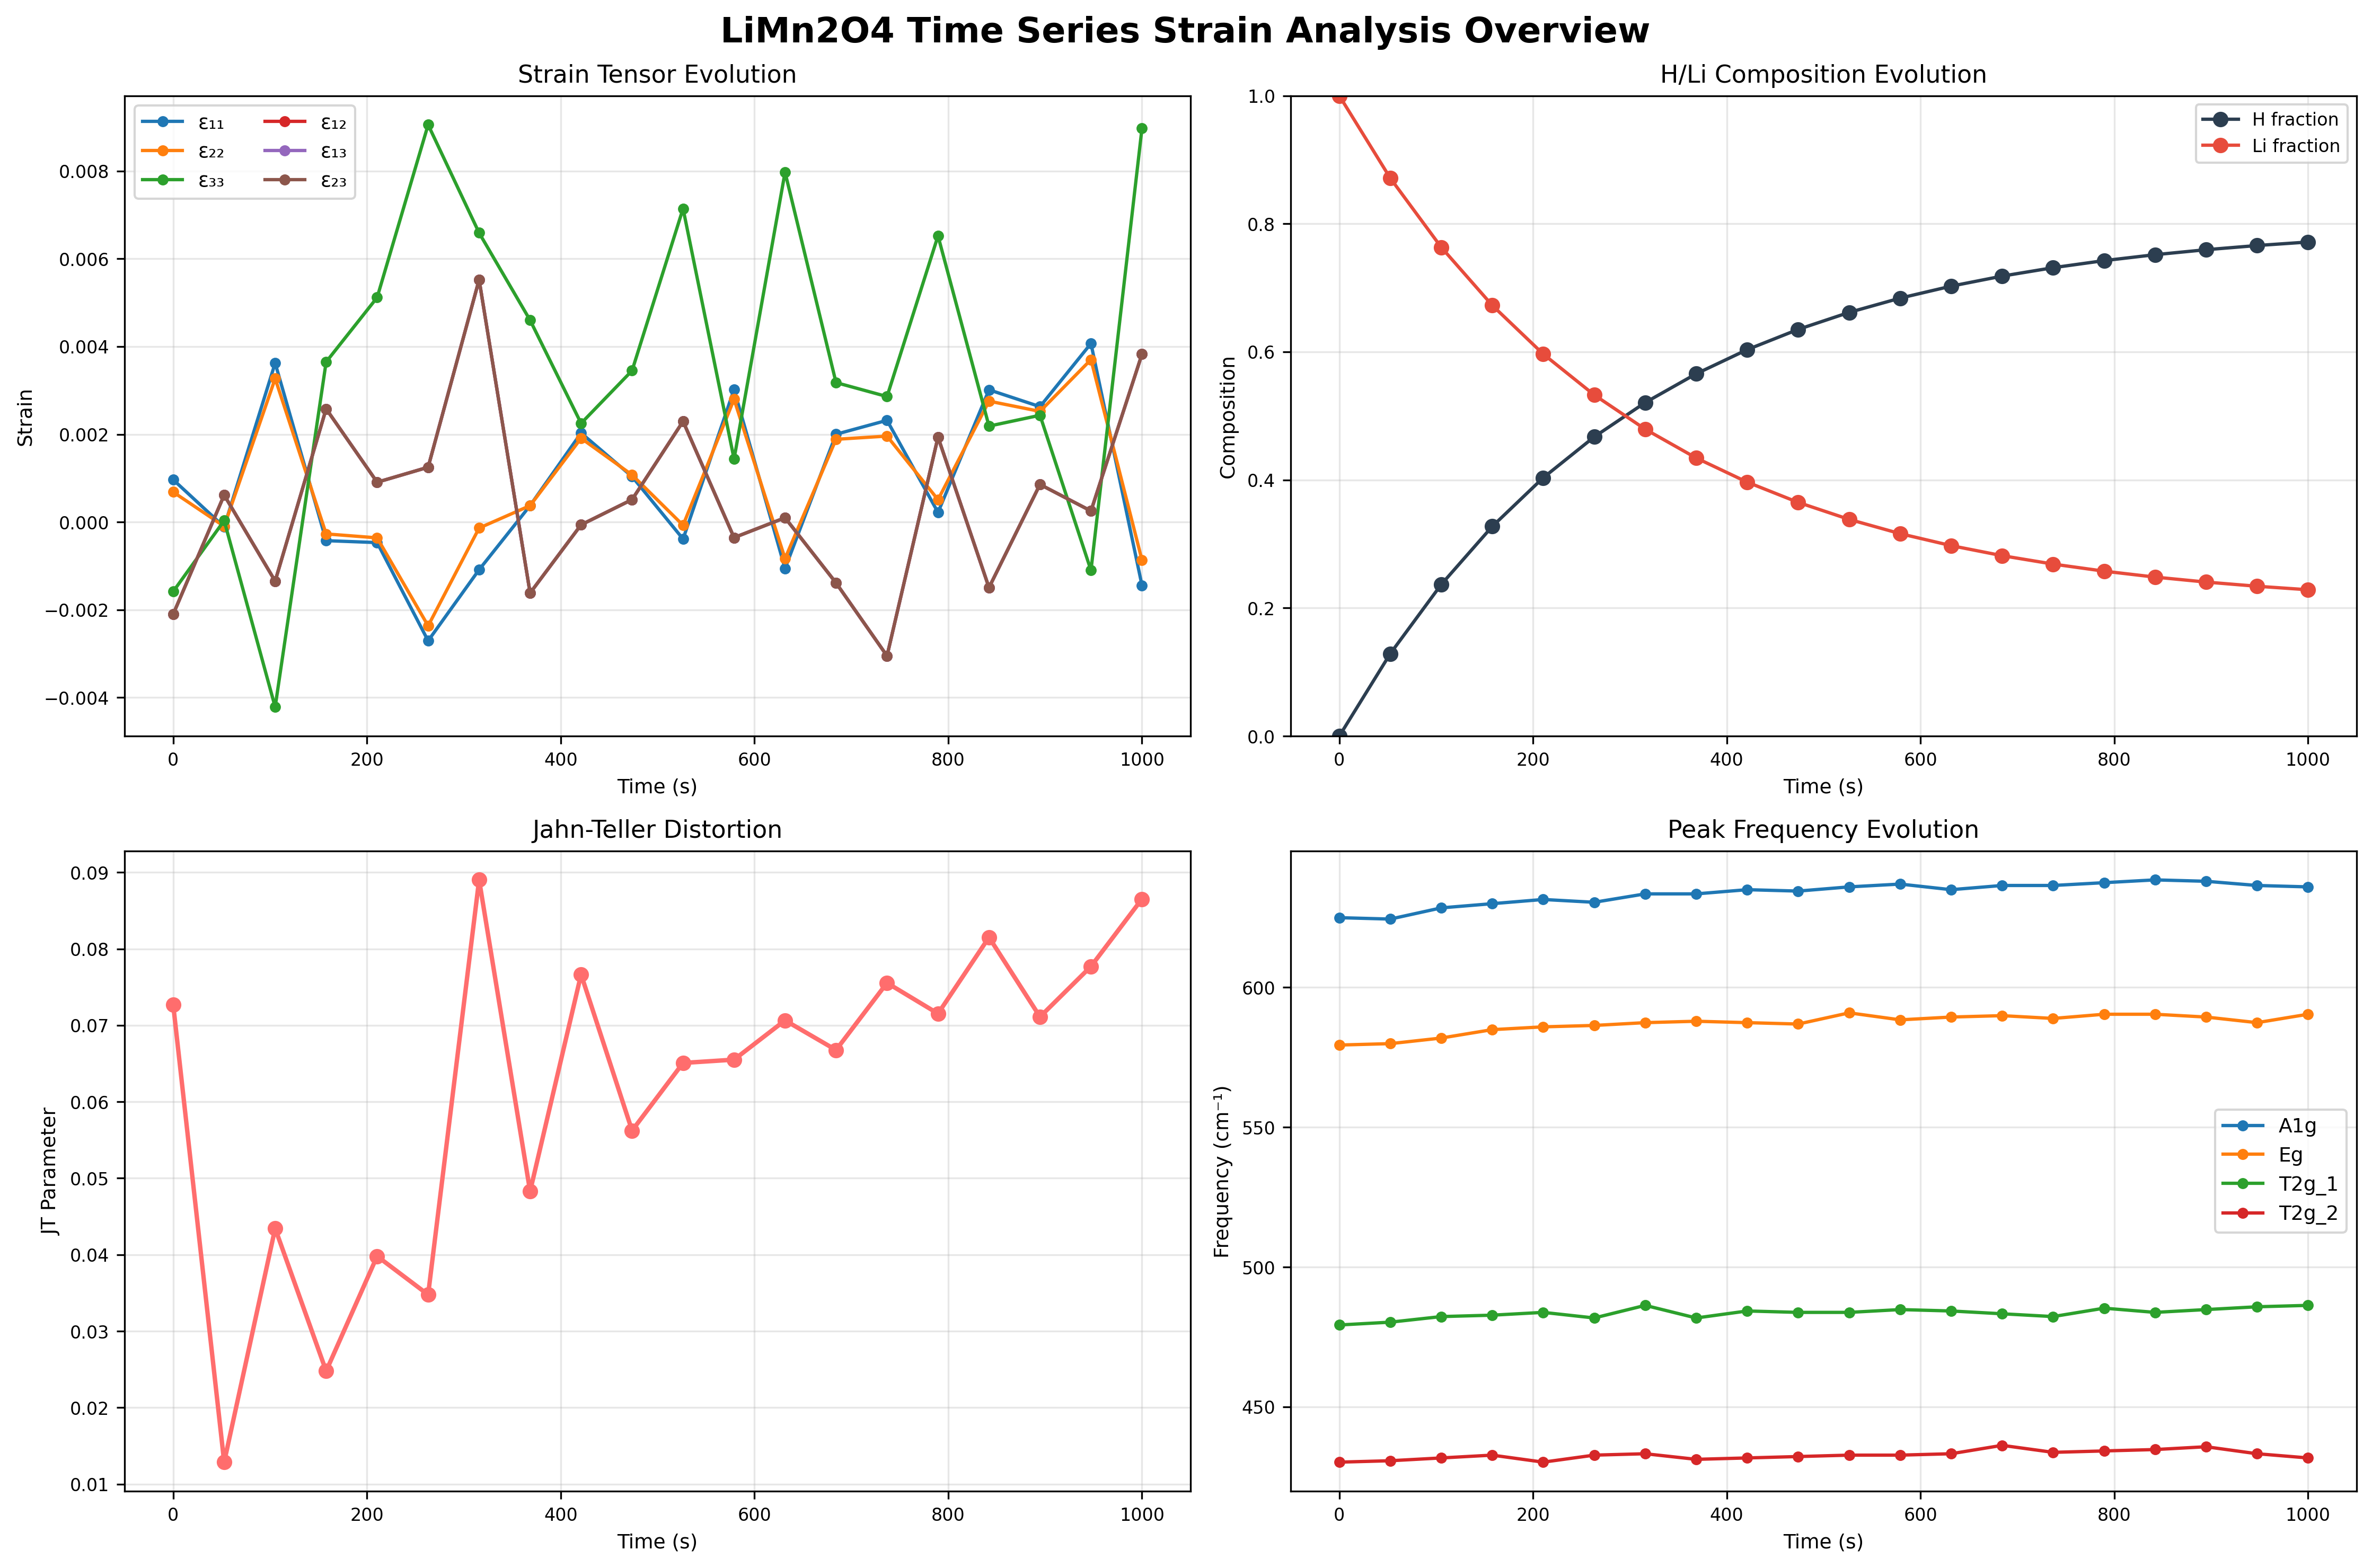 LiMn2O4 Time Series Strain Analysis Overview
Strain Tensor Evolution
ε₁₁ ε₁₂
ε₂₂ ε₁₃
ε₃₃ ε₂₃
Strain
0.008
0.006
0.004
0.002
0.000
−0.002
−0.004
0 200 400 600 800 1000
Time (s)
H/Li Composition Evolution
H fraction
Li fraction
Composition
1.0
0.8
0.6
0.4
0.2
0.0
0 200 400 600 800 1000
Time (s)
Jahn-Teller Distortion
JT Parameter
0.09
0.08
0.07
0.06
0.05
0.04
0.03
0.02
0.01
0 200 400 600 800 1000
Time (s)
Peak Frequency Evolution
Frequency (cm⁻¹)
600
550
500
450
A1g
Eg
T2g_1
T2g_2
0 200 400 600 800 1000
Time (s)